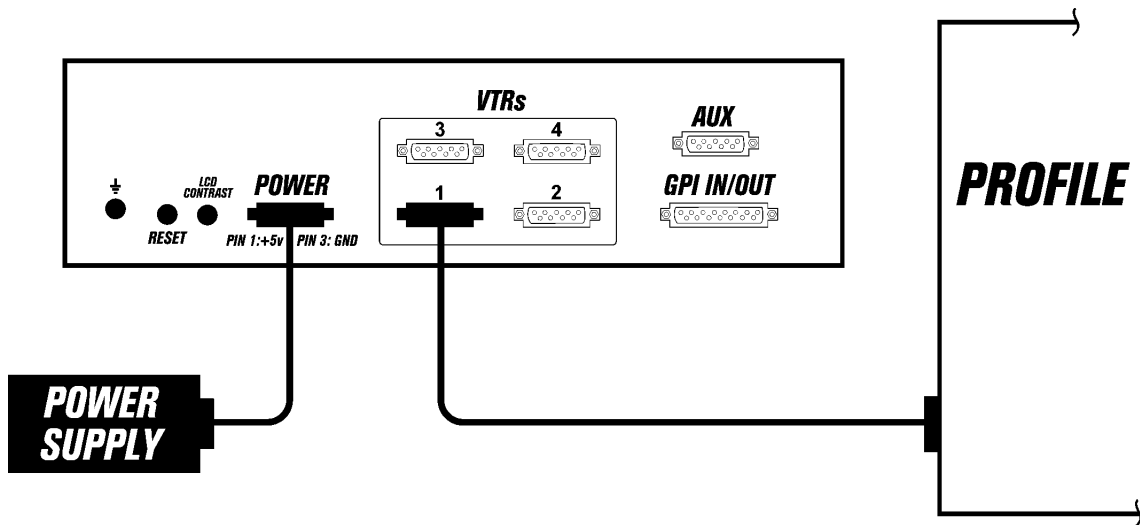 VTRs
3
4
AUX
LCD
CONTRAST
POWER
1
2
GPI IN/OUT
RESET
PIN 1:+5v
PIN 3: GND
PROFILE
POWER
SUPPLY